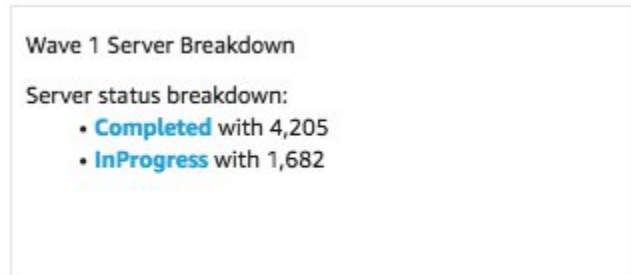 Wave 1 Server Breakdown
Server status breakdown:
• Completed with 4,205
• InProgress with 1,682